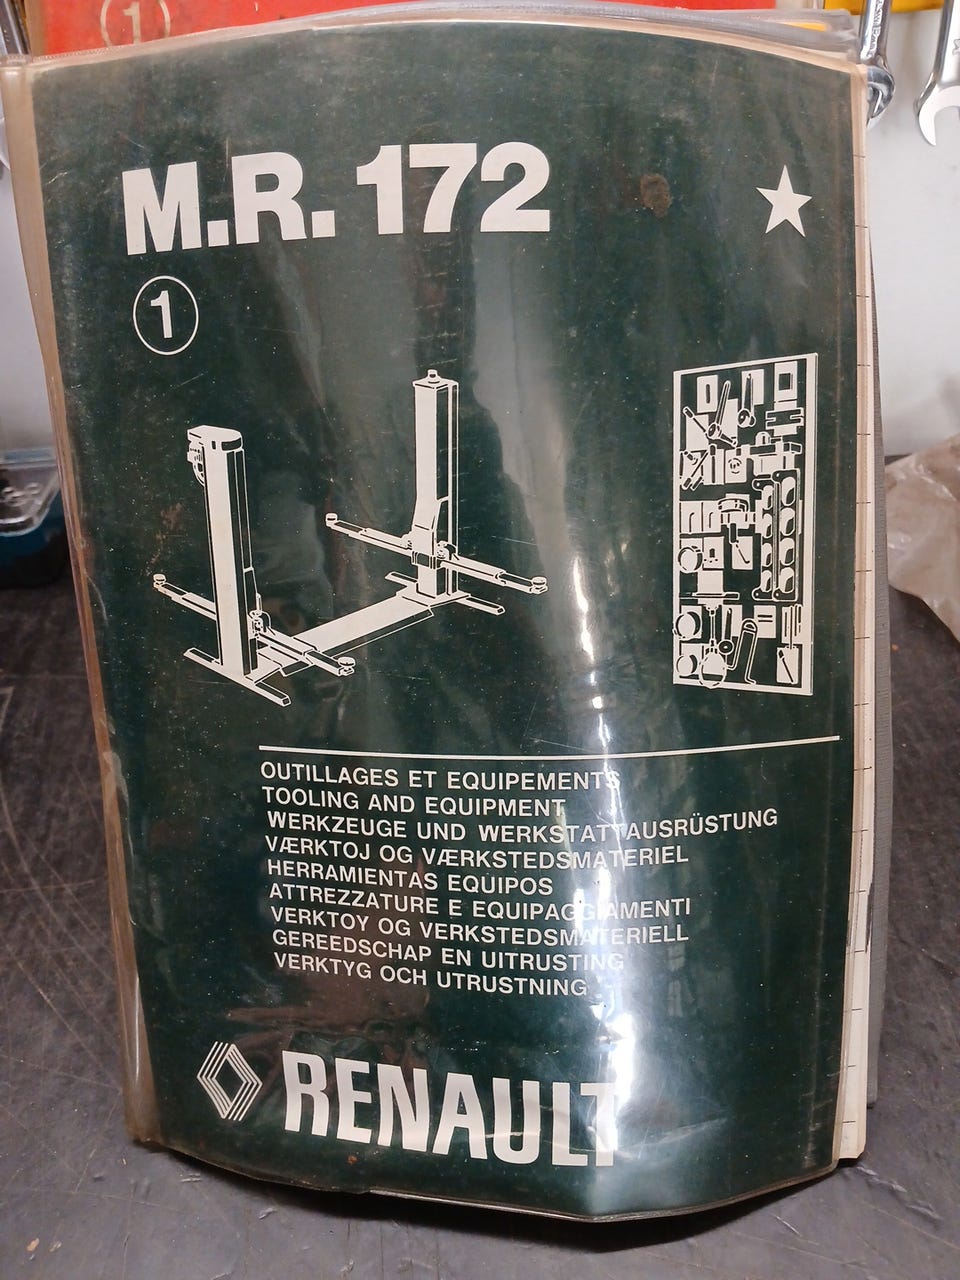 1
M.R. 172
1
OUTILLAGES ET EQUIPEMENTS
TOOLING AND EQUIPMENT
WERKZEUGE UND WERKSTATTAUSRÜSTUNG
VÆRKTOJ OG VÆRKSTEDSMATERIEL
HERRAMIENTAS EQUIPOS
ATTREZZATURE E EQUIPAGGIAMENTI
VERKTOY OG VERKSTEDSMATERIELL
GEREEDSCHAP EN UITRUSTING
VERKTYG OCH UTRUSTNING
RENAULT